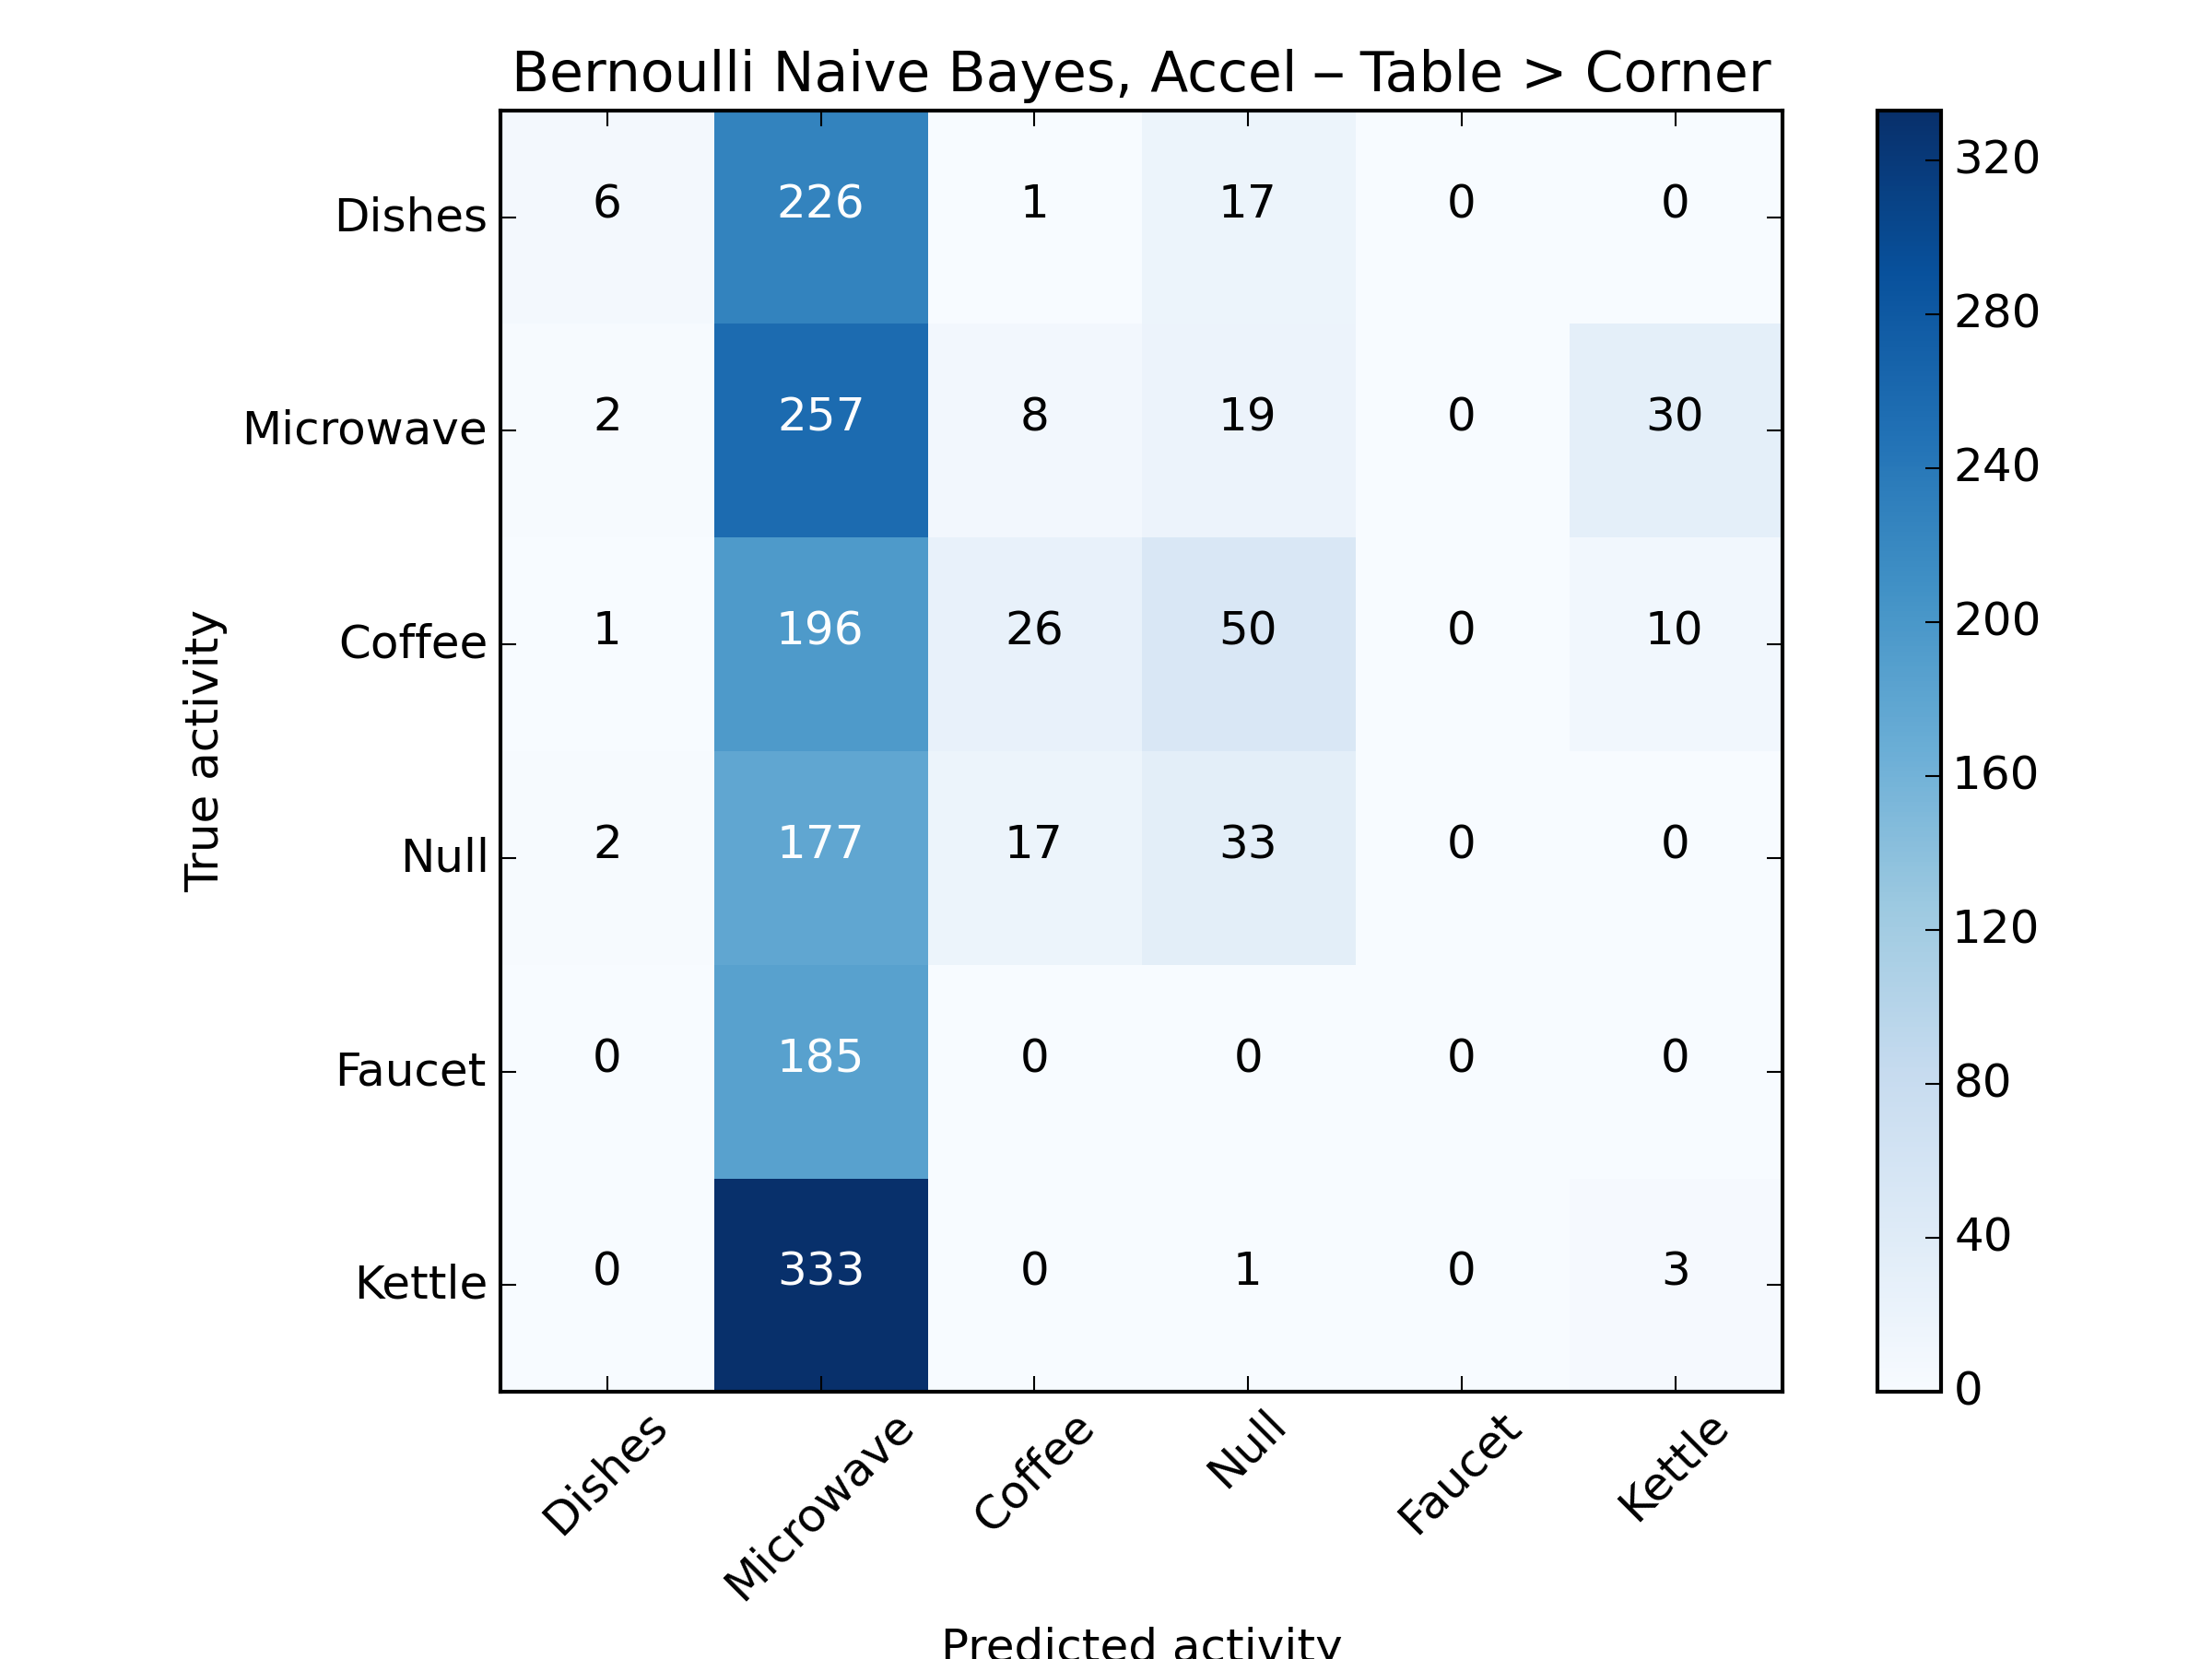 Bernoulli Naive Bayes, Accel – Table > Corner
Dishes 6 226 1 17 0 0
Microwave 2 257 8 19 0 30
Coffee 1 196 26 50 0 10
Null 2 177 17 33 0 0
Faucet 0 185 0 0 0 0
Kettle 0 333 0 1 0 3
True activity
Dishes Microwave Coffee Null Faucet Kettle
Predicted activity
320
280
240
200
160
120
80
40
0